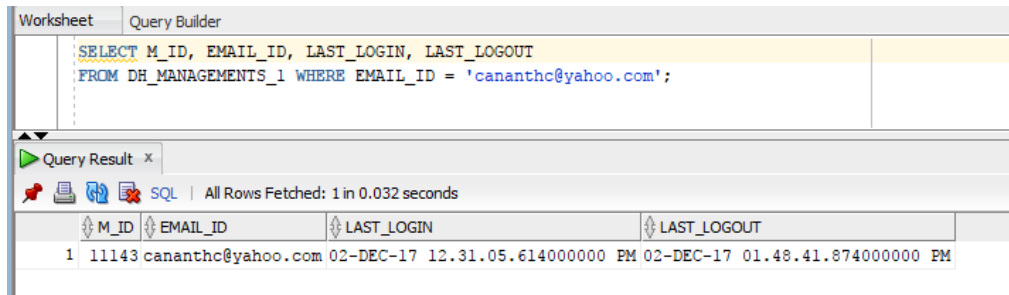 Worksheet Query Builder
SELECT M_ID, EMAIL_ID, LAST_LOGIN, LAST_LOGOUT
FROM DH_MANAGEMENTS_1 WHERE EMAIL_ID = 'cananthc@yahoo.com';
Query Result x
SQL | All Rows Fetched: 1 in 0.032 seconds
M_ID EMAIL_ID LAST_LOGIN LAST_LOGOUT
1 11143 cananthc@yahoo.com 02-DEC-17 12.31.05.614000000 PM 02-DEC-17 01.48.41.874000000 PM